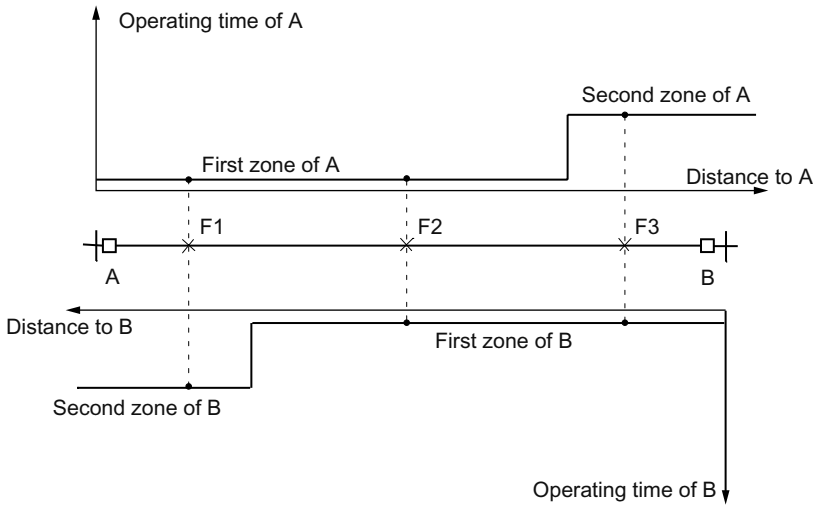 Operating time of A
Second zone of A
First zone of A
Distance to A
F1
F2
F3
A
B
Distance to B
First zone of B
Second zone of B
Operating time of B